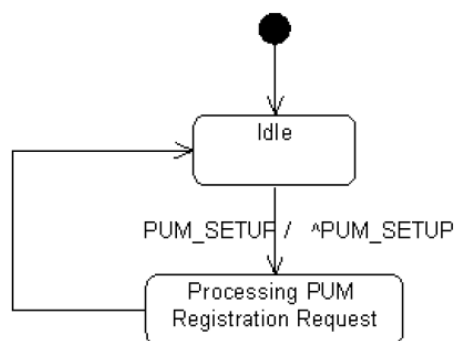 Idle
PUM_SETUP / ^PUM_SETUP
Processing PUM
Registration Request